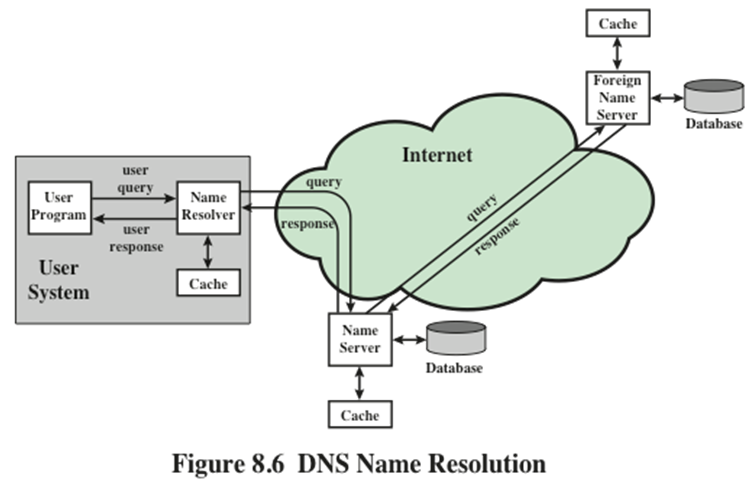 Cache
Foreign
Name
Server
Database
Internet
user
query
User
Program
Name
Resolver
user
response
User
System
Cache
query
response
query
response
Name
Server
Database
Cache
Figure 8.6 DNS Name Resolution